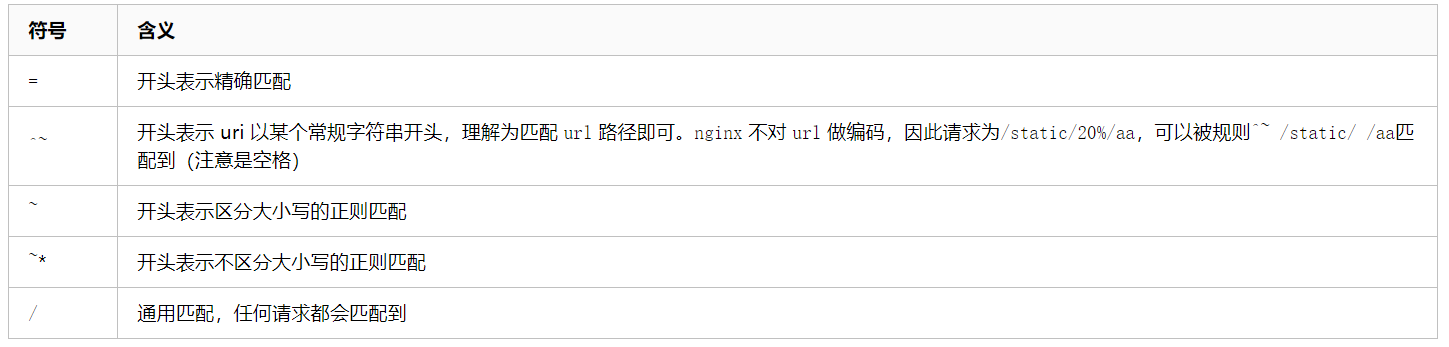 符号 含义
= 开头表示精确匹配
^~ 开头表示 uri 以某个常规字符串开头，理解为匹配 url 路径即可。nginx 不对 url 做编码，因此请求为/static/20%/aa，可以被规则^~ /static/ /aa匹
配到（注意是空格）
~ 开头表示区分大小写的正则匹配
~* 开头表示不区分大小写的正则匹配
/ 通用匹配，任何请求都会匹配到